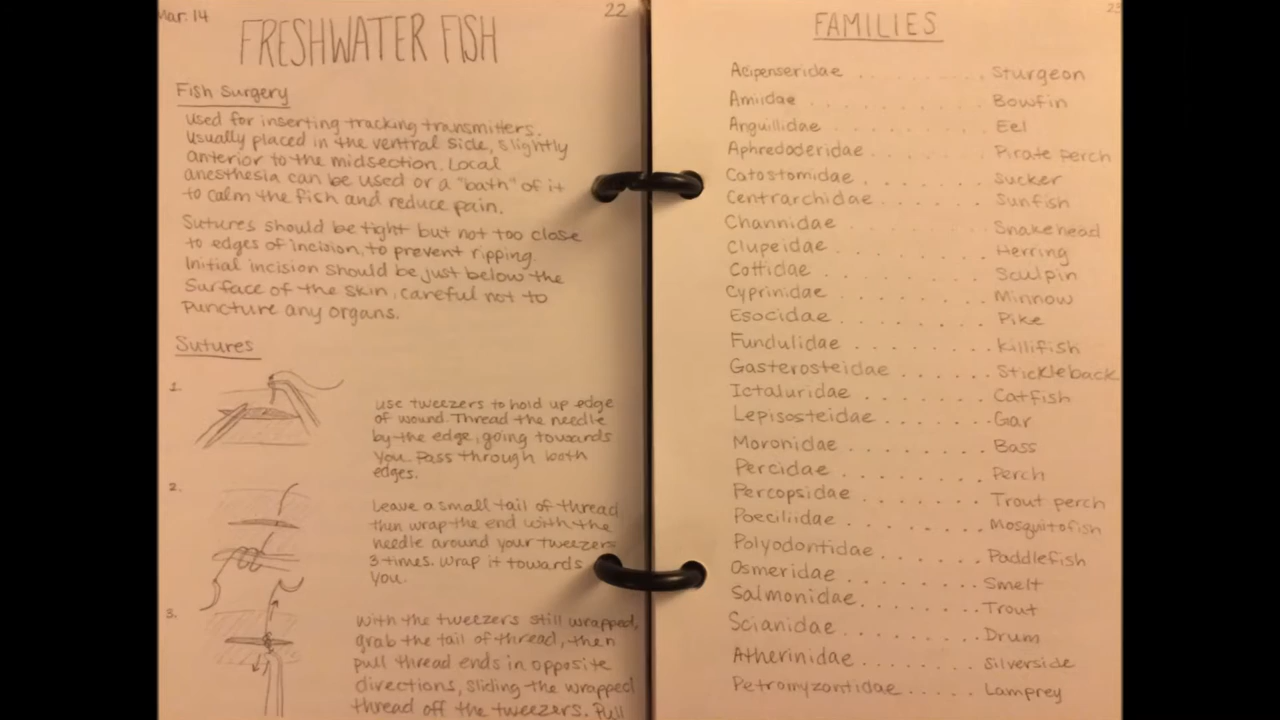 Mar. 14
22
FRESHWATER FISH
Fish Surgery
Used for inserting tracking transmitters.
Usually placed in the ventral side, slightly
anterior to the midsection. Local
anesthesia can be used or a "bath" of it
to calm the fish and reduce pain.
Sutures should be tight but not too close
to edges of incision, to prevent ripping.
Initial incision should be just below the
surface of the skin, careful not to
puncture any organs.
Sutures
1.
use tweezers to hold up edge
of wound. Thread the needle
by the edge, going towards
you. Pass through both
edges.
2.
Leave a small tail of thread
then wrap the end with the
needle around your tweezers
3 times. wrap it towards
you.
3.
with the tweezers still wrapped,
grab the tail of thread, then
pull thread ends in opposite
directions, sliding the wrapped
thread off the tweezers. Pull
23
FAMILIES
Acipenseridae . . . . . . . . . Sturgeon
Amiidae . . . . . . . . . . . Bowfin
Anguillidae . . . . . . . . . . Eel
Aphredoderidae . . . . . . . . Pirate perch
Catostomidae . . . . . . . . . Sucker
Centrarchidae . . . . . . . . Sunfish
Channidae . . . . . . . . . . Snakehead
Clupeidae . . . . . . . . . . Herring
Cottidae . . . . . . . . . . . Sculpin
Cyprinidae . . . . . . . . . . Minnow
Esocidae . . . . . . . . . . Pike
Fundulidae . . . . . . . . . Killifish
Gasterosteidae . . . . . . Stickleback
Ictaluridae . . . . . . . . . Catfish
Lepisosteidae . . . . . . . Gar
Moronidae . . . . . . . . . Bass
Percidae . . . . . . . . . . Perch
Percopsidae . . . . . . . . Trout perch
Poeciliidae . . . . . . . . . Mosquitofish
Polyodontidae . . . . . . . Paddlefish
Osmeridae . . . . . . . . . Smelt
Salmonidae . . . . . . . . Trout
Scianidae . . . . . . . . . Drum
Atherinidae . . . . . . . . Silverside
Petromyzontidae . . . . . Lamprey